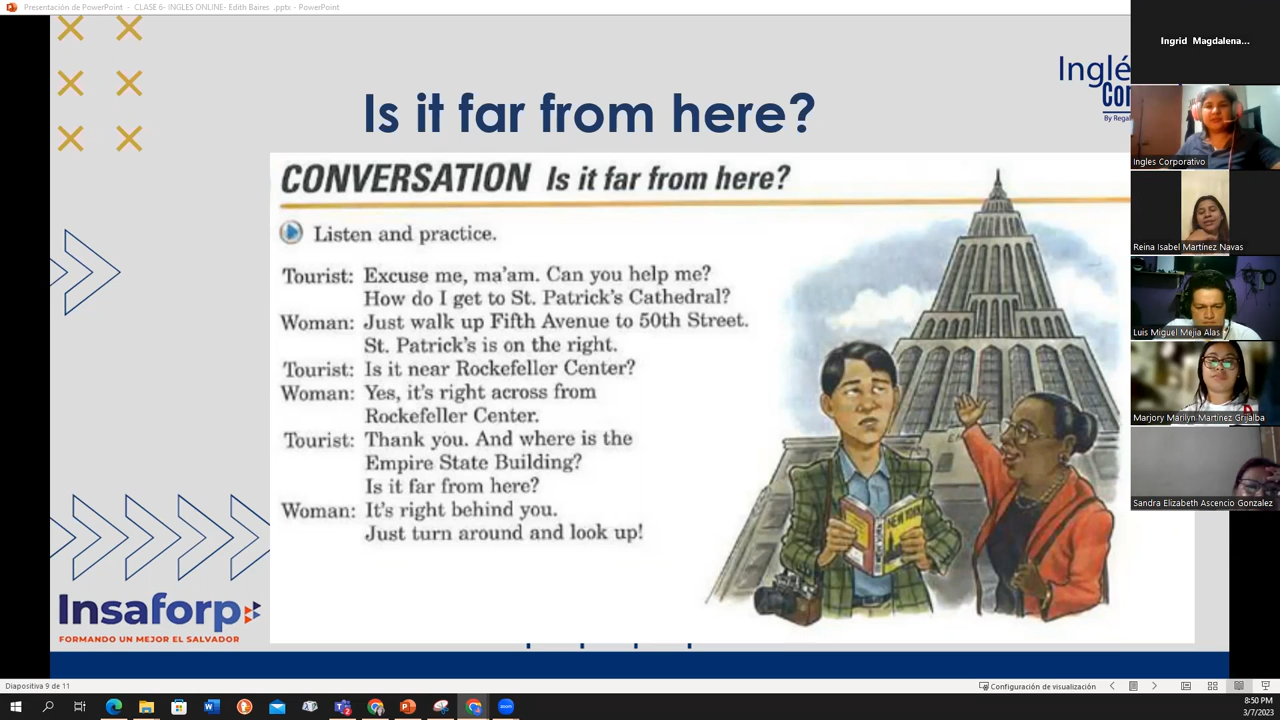 Presentación de PowerPoint - CLASE 6- INGLES ONLINE- Edith Baires .pptx - PowerPoint
Ingrid Magdalena...
Inglé
Cor
By Regal
Is it far from here?
CONVERSATION Is it far from here?
Listen and practice.
Tourist: Excuse me, ma'am. Can you help me?
How do I get to St. Patrick's Cathedral?
Woman: Just walk up Fifth Avenue to 50th Street.
St. Patrick's is on the right.
Tourist: Is it near Rockefeller Center?
Woman: Yes, it's right across from
Rockefeller Center.
Tourist: Thank you. And where is the
Empire State Building?
Is it far from here?
Woman: It's right behind you.
Just turn around and look up!
NEW YORK
Ingles Corporativo
Reina Isabel Martínez Navas
Luis Miguel Mejia Alas
Marjory Marilyn Martinez Grijalba
Sandra Elizabeth Ascencio Gonzalez
Insaforp
FORMANDO UN MEJOR EL SALVADOR
Diapositiva 9 de 11
Configuración de visualización
8:50 PM
3/7/2023